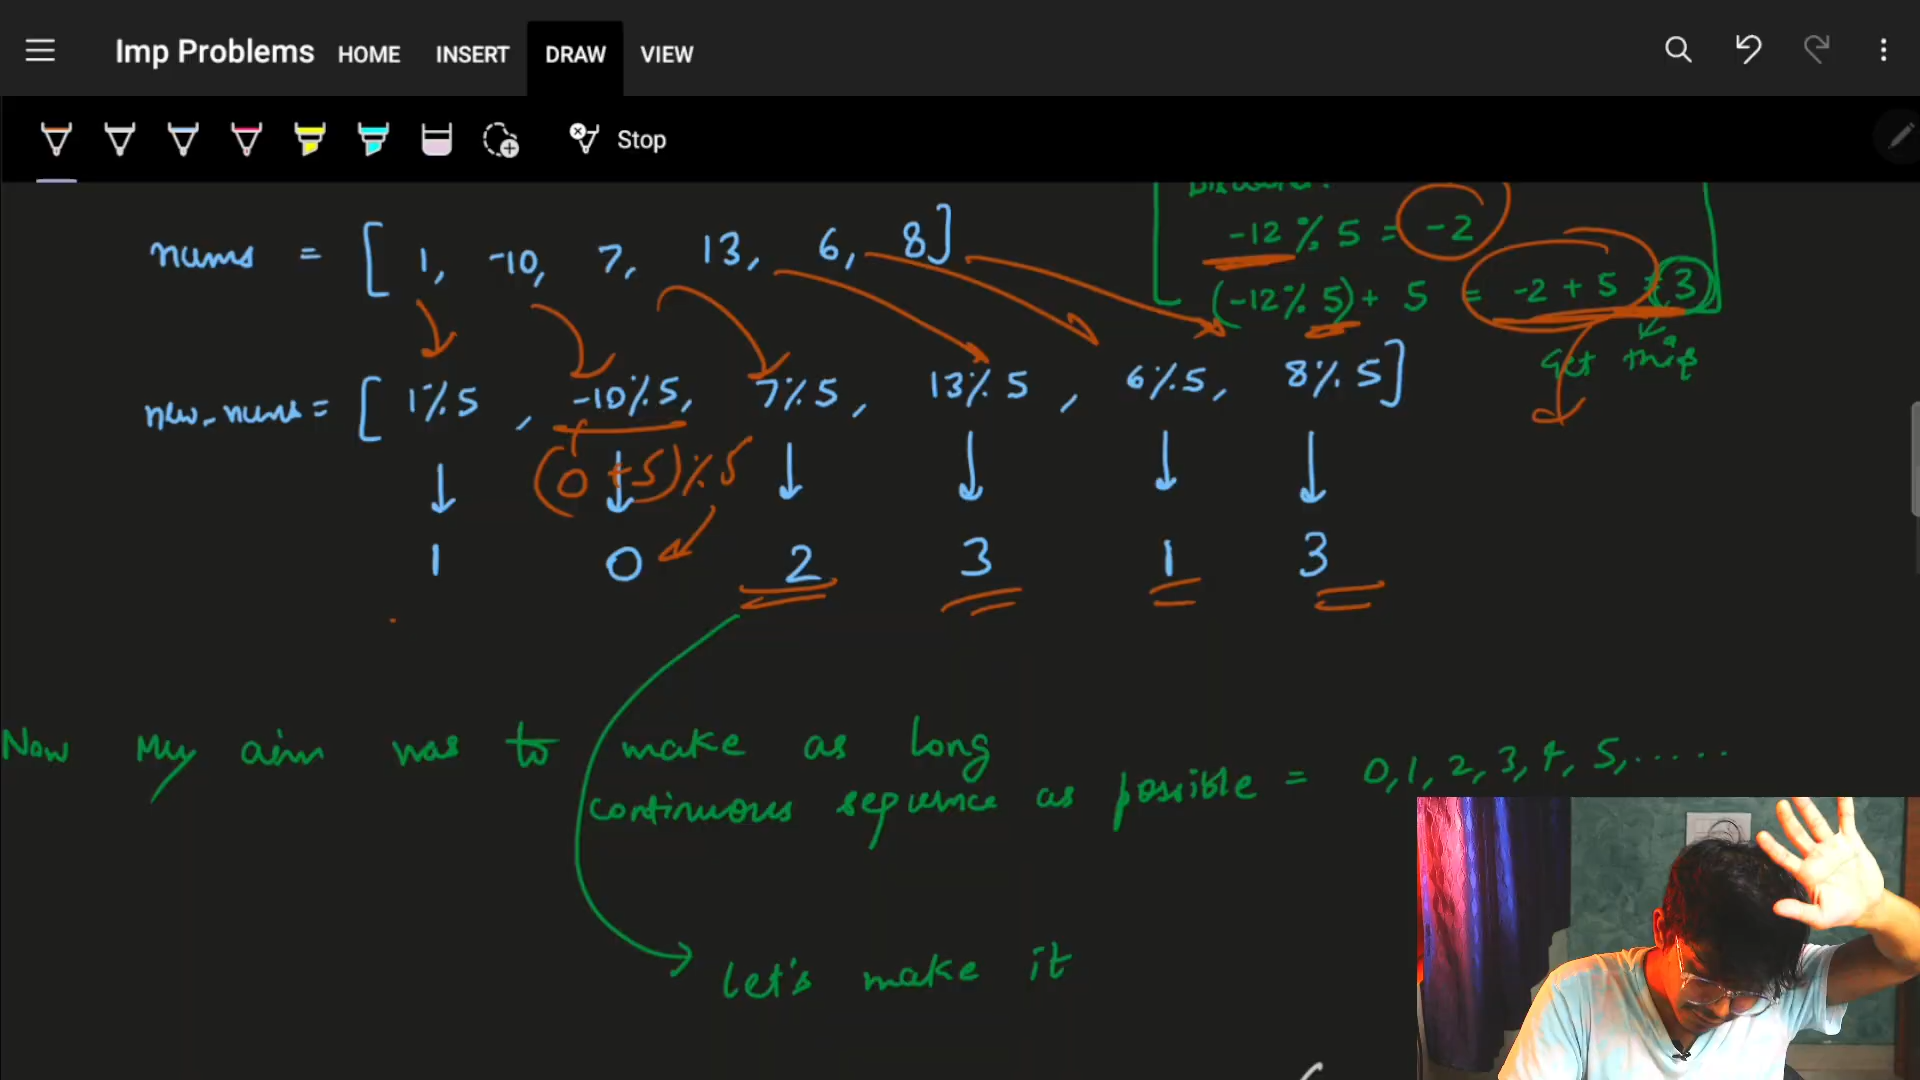 Imp Problems HOME INSERT DRAW VIEW
Stop
nums = [ 1, -10, 7, 13, 6, 8]
-12 % 5 = -2
(-12% 5) + 5 = -2 + 5 = 3
Get this
new_nums = [ 1%5 , -10%5, 7%5 , 13% 5 , 6%5, 8% 5 ]
(0 + 5) % 5
1 0 2 3 1 3
Now My aim was to make as long
continuous sequence as possible = 0,1, 2, 3, 4, 5, ......
Let's make it